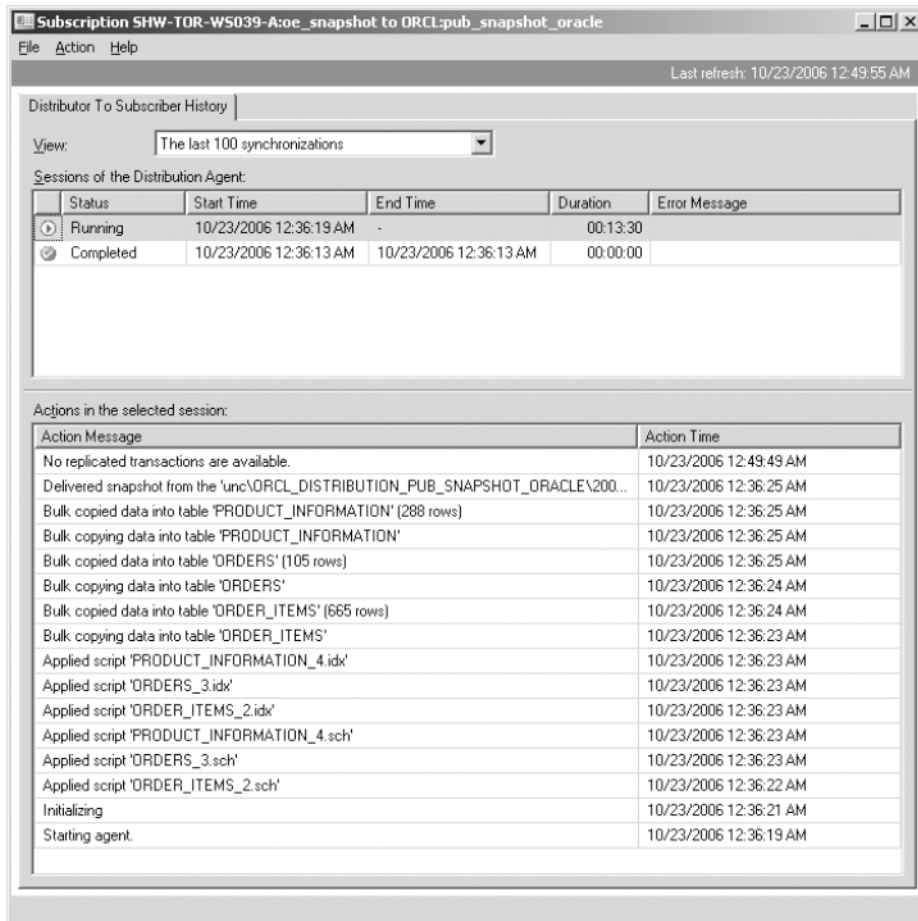 Subscription SHW-TOR-WS039-A:oe_snapshot to ORCL:pub_snapshot_oracle
File Action Help
Last refresh: 10/23/2006 12:49:55 AM
Distributor To Subscriber History
View: The last 100 synchronizations
Sessions of the Distribution Agent:
Status Start Time End Time Duration Error Message
Running 10/23/2006 12:36:19 AM - 00:13:30
Completed 10/23/2006 12:36:13 AM 10/23/2006 12:36:13 AM 00:00:00
Actions in the selected session:
Action Message Action Time
No replicated transactions are available. 10/23/2006 12:49:49 AM
Delivered snapshot from the 'unc\ORCL_DISTRIBUTION_PUB_SNAPSHOT_ORACLE\200... 10/23/2006 12:36:25 AM
Bulk copied data into table 'PRODUCT_INFORMATION' (288 rows) 10/23/2006 12:36:25 AM
Bulk copying data into table 'PRODUCT_INFORMATION' 10/23/2006 12:36:25 AM
Bulk copied data into table 'ORDERS' (105 rows) 10/23/2006 12:36:25 AM
Bulk copying data into table 'ORDERS' 10/23/2006 12:36:24 AM
Bulk copied data into table 'ORDER_ITEMS' (665 rows) 10/23/2006 12:36:24 AM
Bulk copying data into table 'ORDER_ITEMS' 10/23/2006 12:36:23 AM
Applied script 'PRODUCT_INFORMATION_4.idx' 10/23/2006 12:36:23 AM
Applied script 'ORDERS_3.idx' 10/23/2006 12:36:23 AM
Applied script 'ORDER_ITEMS_2.idx' 10/23/2006 12:36:23 AM
Applied script 'PRODUCT_INFORMATION_4.sch' 10/23/2006 12:36:23 AM
Applied script 'ORDERS_3.sch' 10/23/2006 12:36:23 AM
Applied script 'ORDER_ITEMS_2.sch' 10/23/2006 12:36:22 AM
Initializing 10/23/2006 12:36:21 AM
Starting agent. 10/23/2006 12:36:19 AM